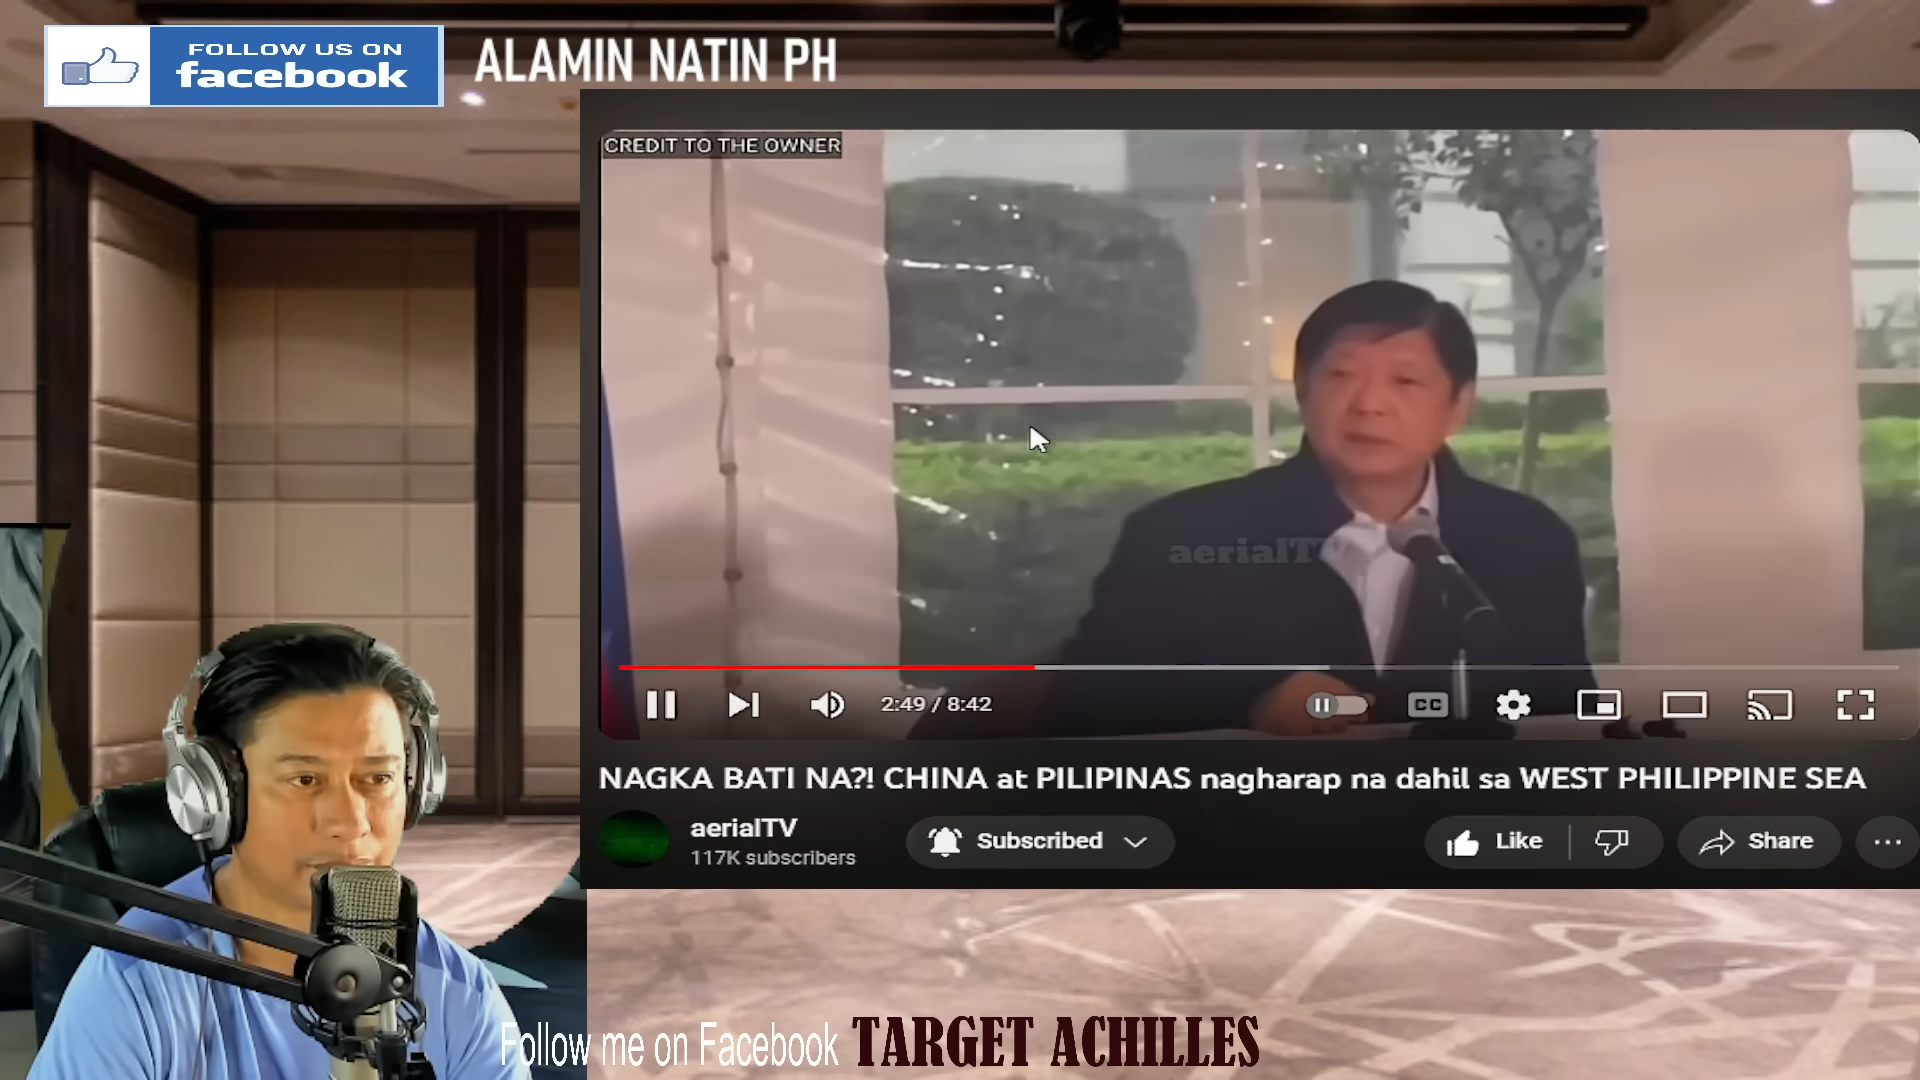 FOLLOW US ON
facebook
ALAMIN NATIN PH
CREDIT TO THE OWNER
aerialTV
2:49 / 8:42
CC
NAGKA BATI NA?! CHINA at PILIPINAS nagharap na dahil sa WEST PHILIPPINE SEA
aerialTV
117K subscribers
Subscribed
Like
Share
Follow me on Facebook TARGET ACHILLES